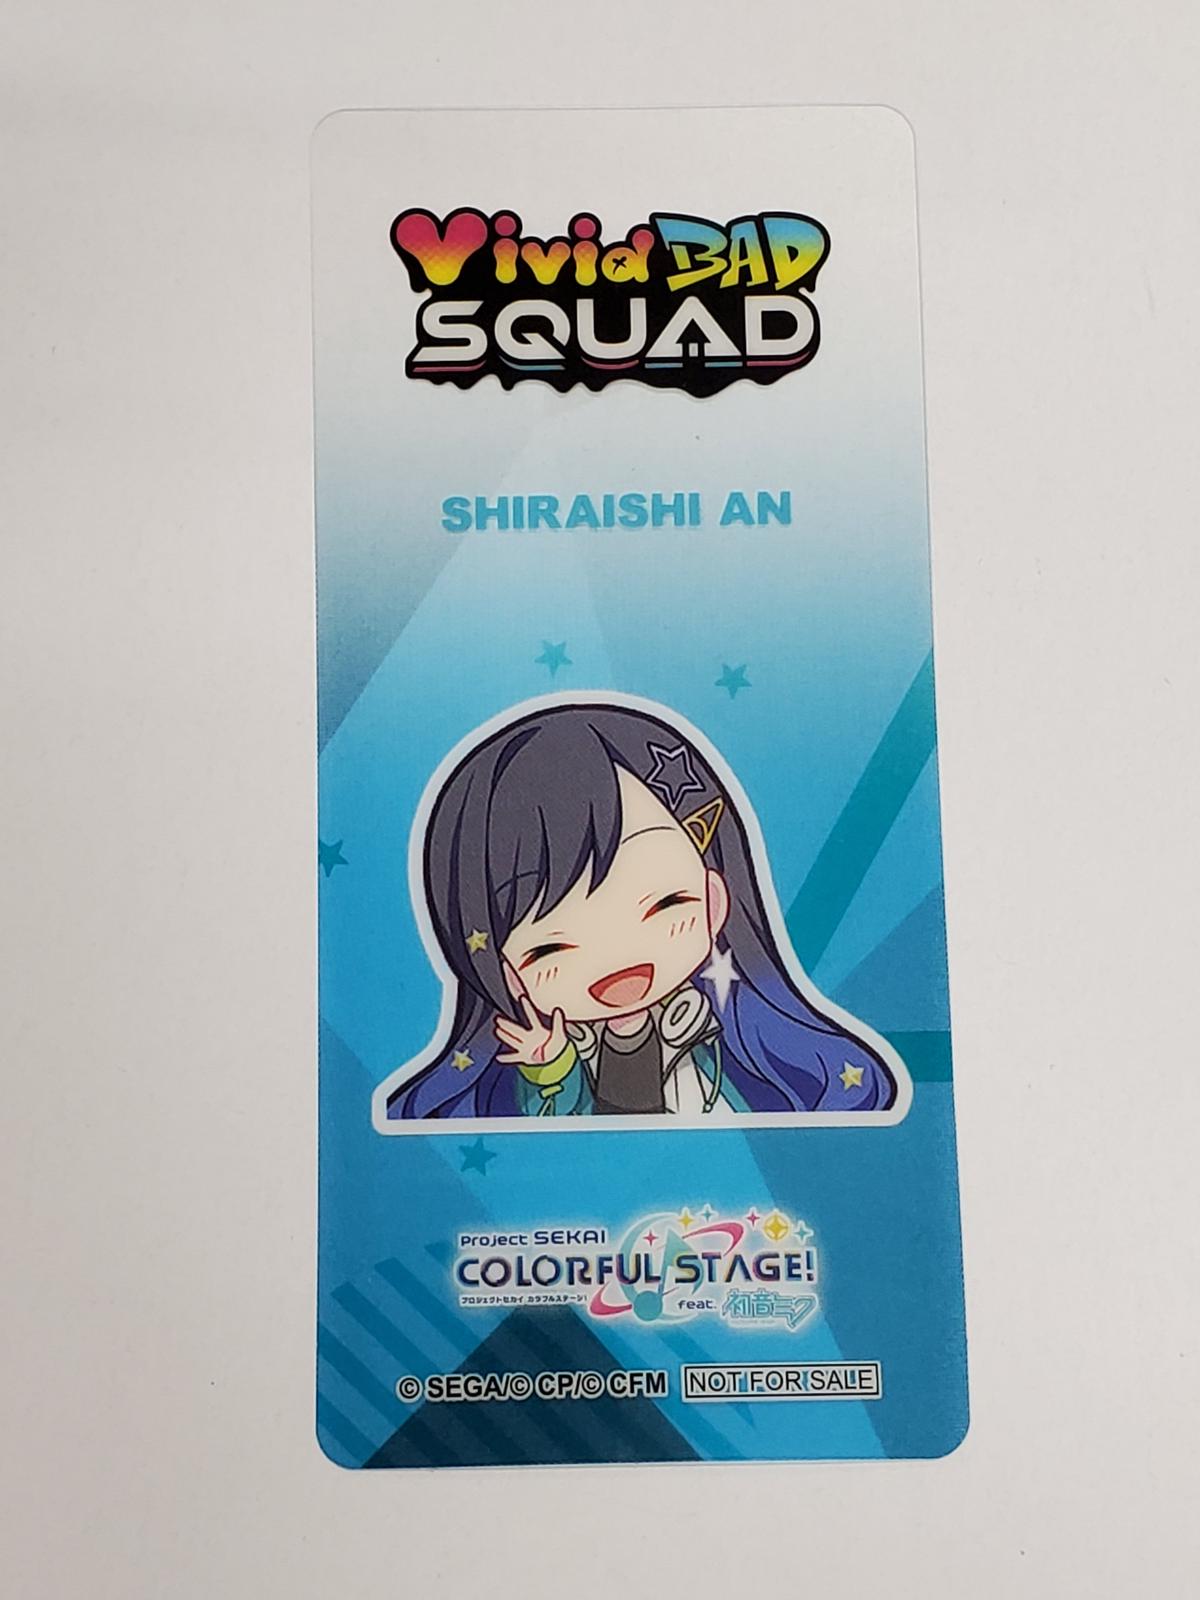 Vivid BAD
SQUAD
SHIRAISHI AN
Project SEKAI
COLORFUL STAGE!
プロジェクトセカイ カラフルステージ!
feat. 初音ミク
© SEGA/© CP/© CFM NOT FOR SALE